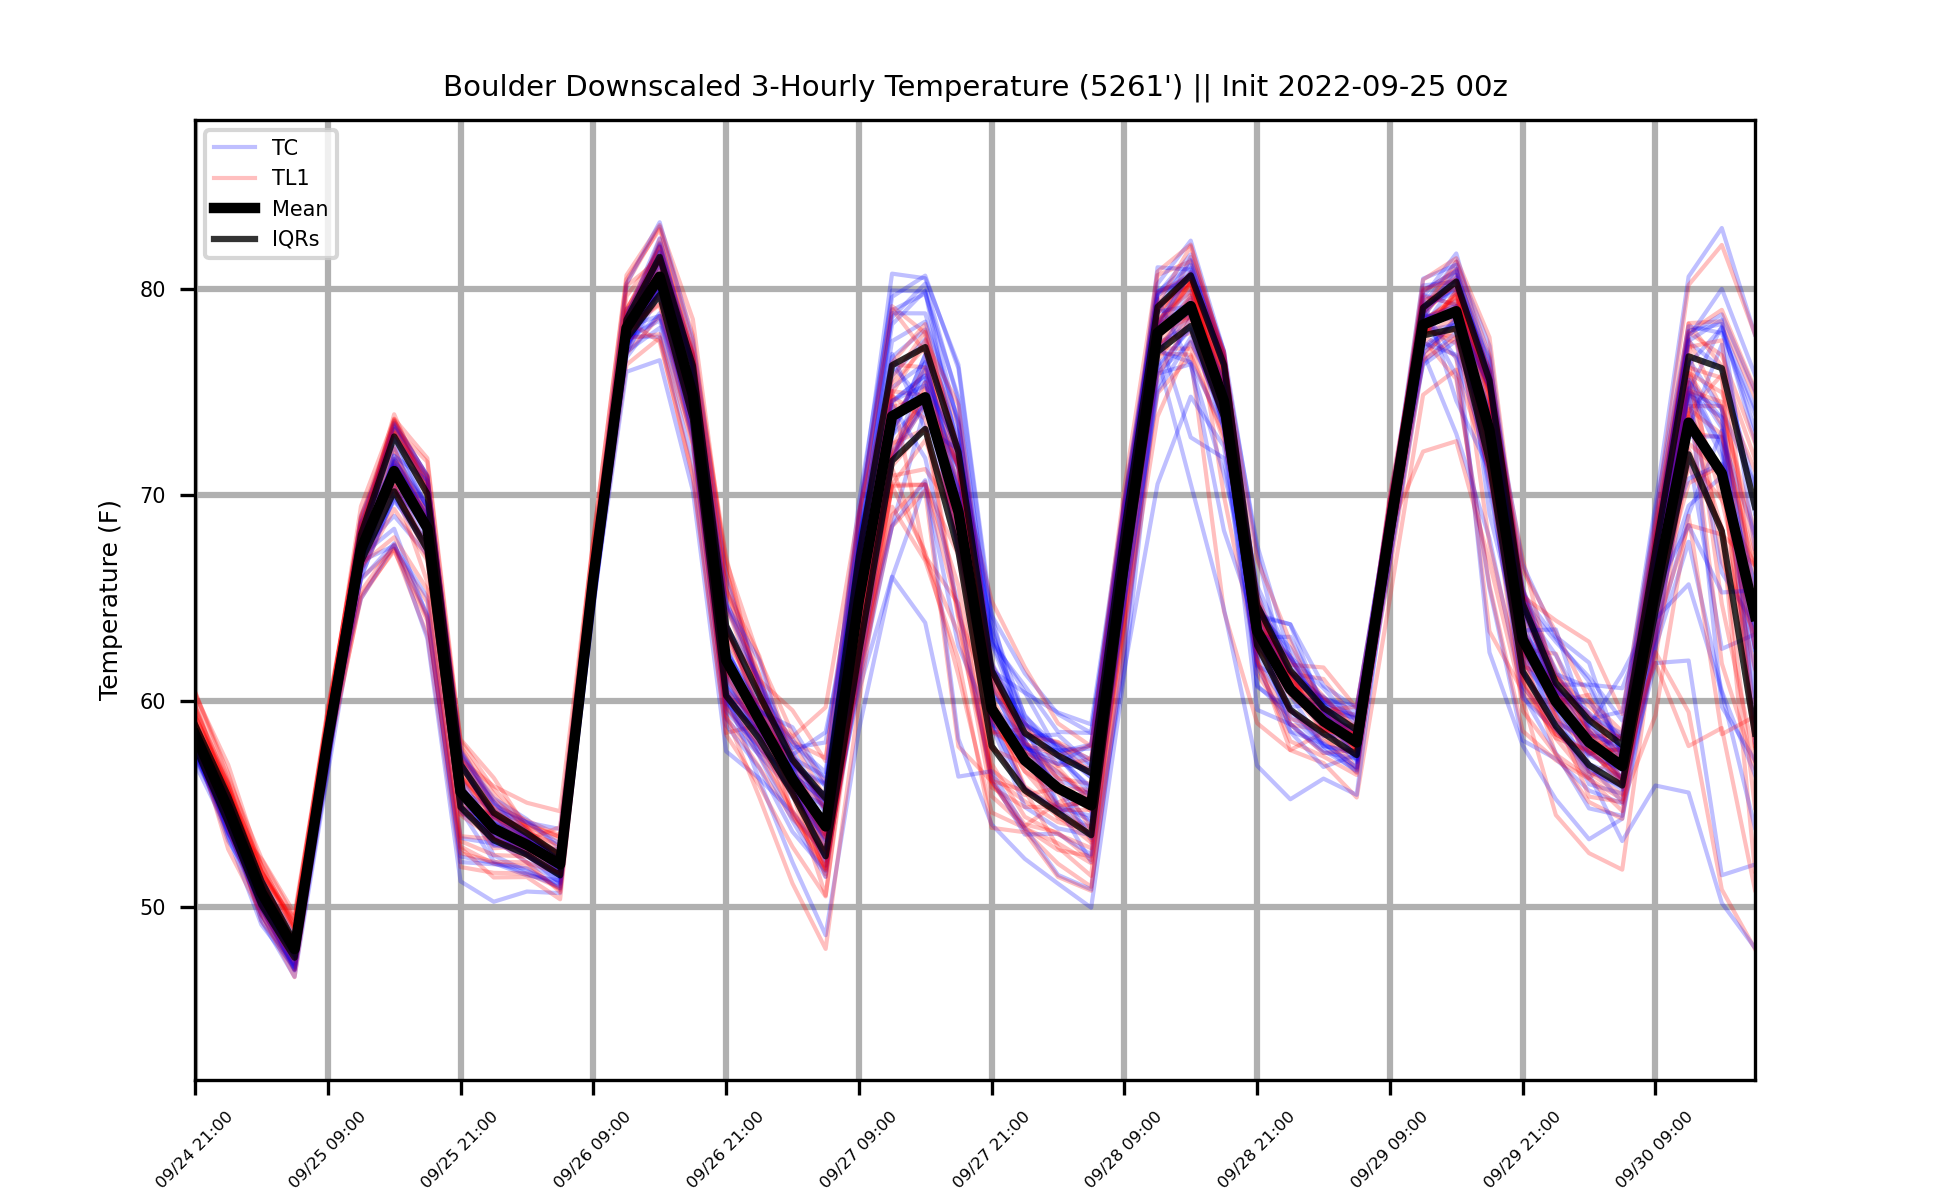 Boulder Downscaled 3-Hourly Temperature (5261') || Init 2022-09-25 00z
TC
TL1
Mean
IQRs
Temperature (F)
80
70
60
50
09/24 21:00
09/25 09:00
09/25 21:00
09/26 09:00
09/26 21:00
09/27 09:00
09/27 21:00
09/28 09:00
09/28 21:00
09/29 09:00
09/29 21:00
09/30 09:00